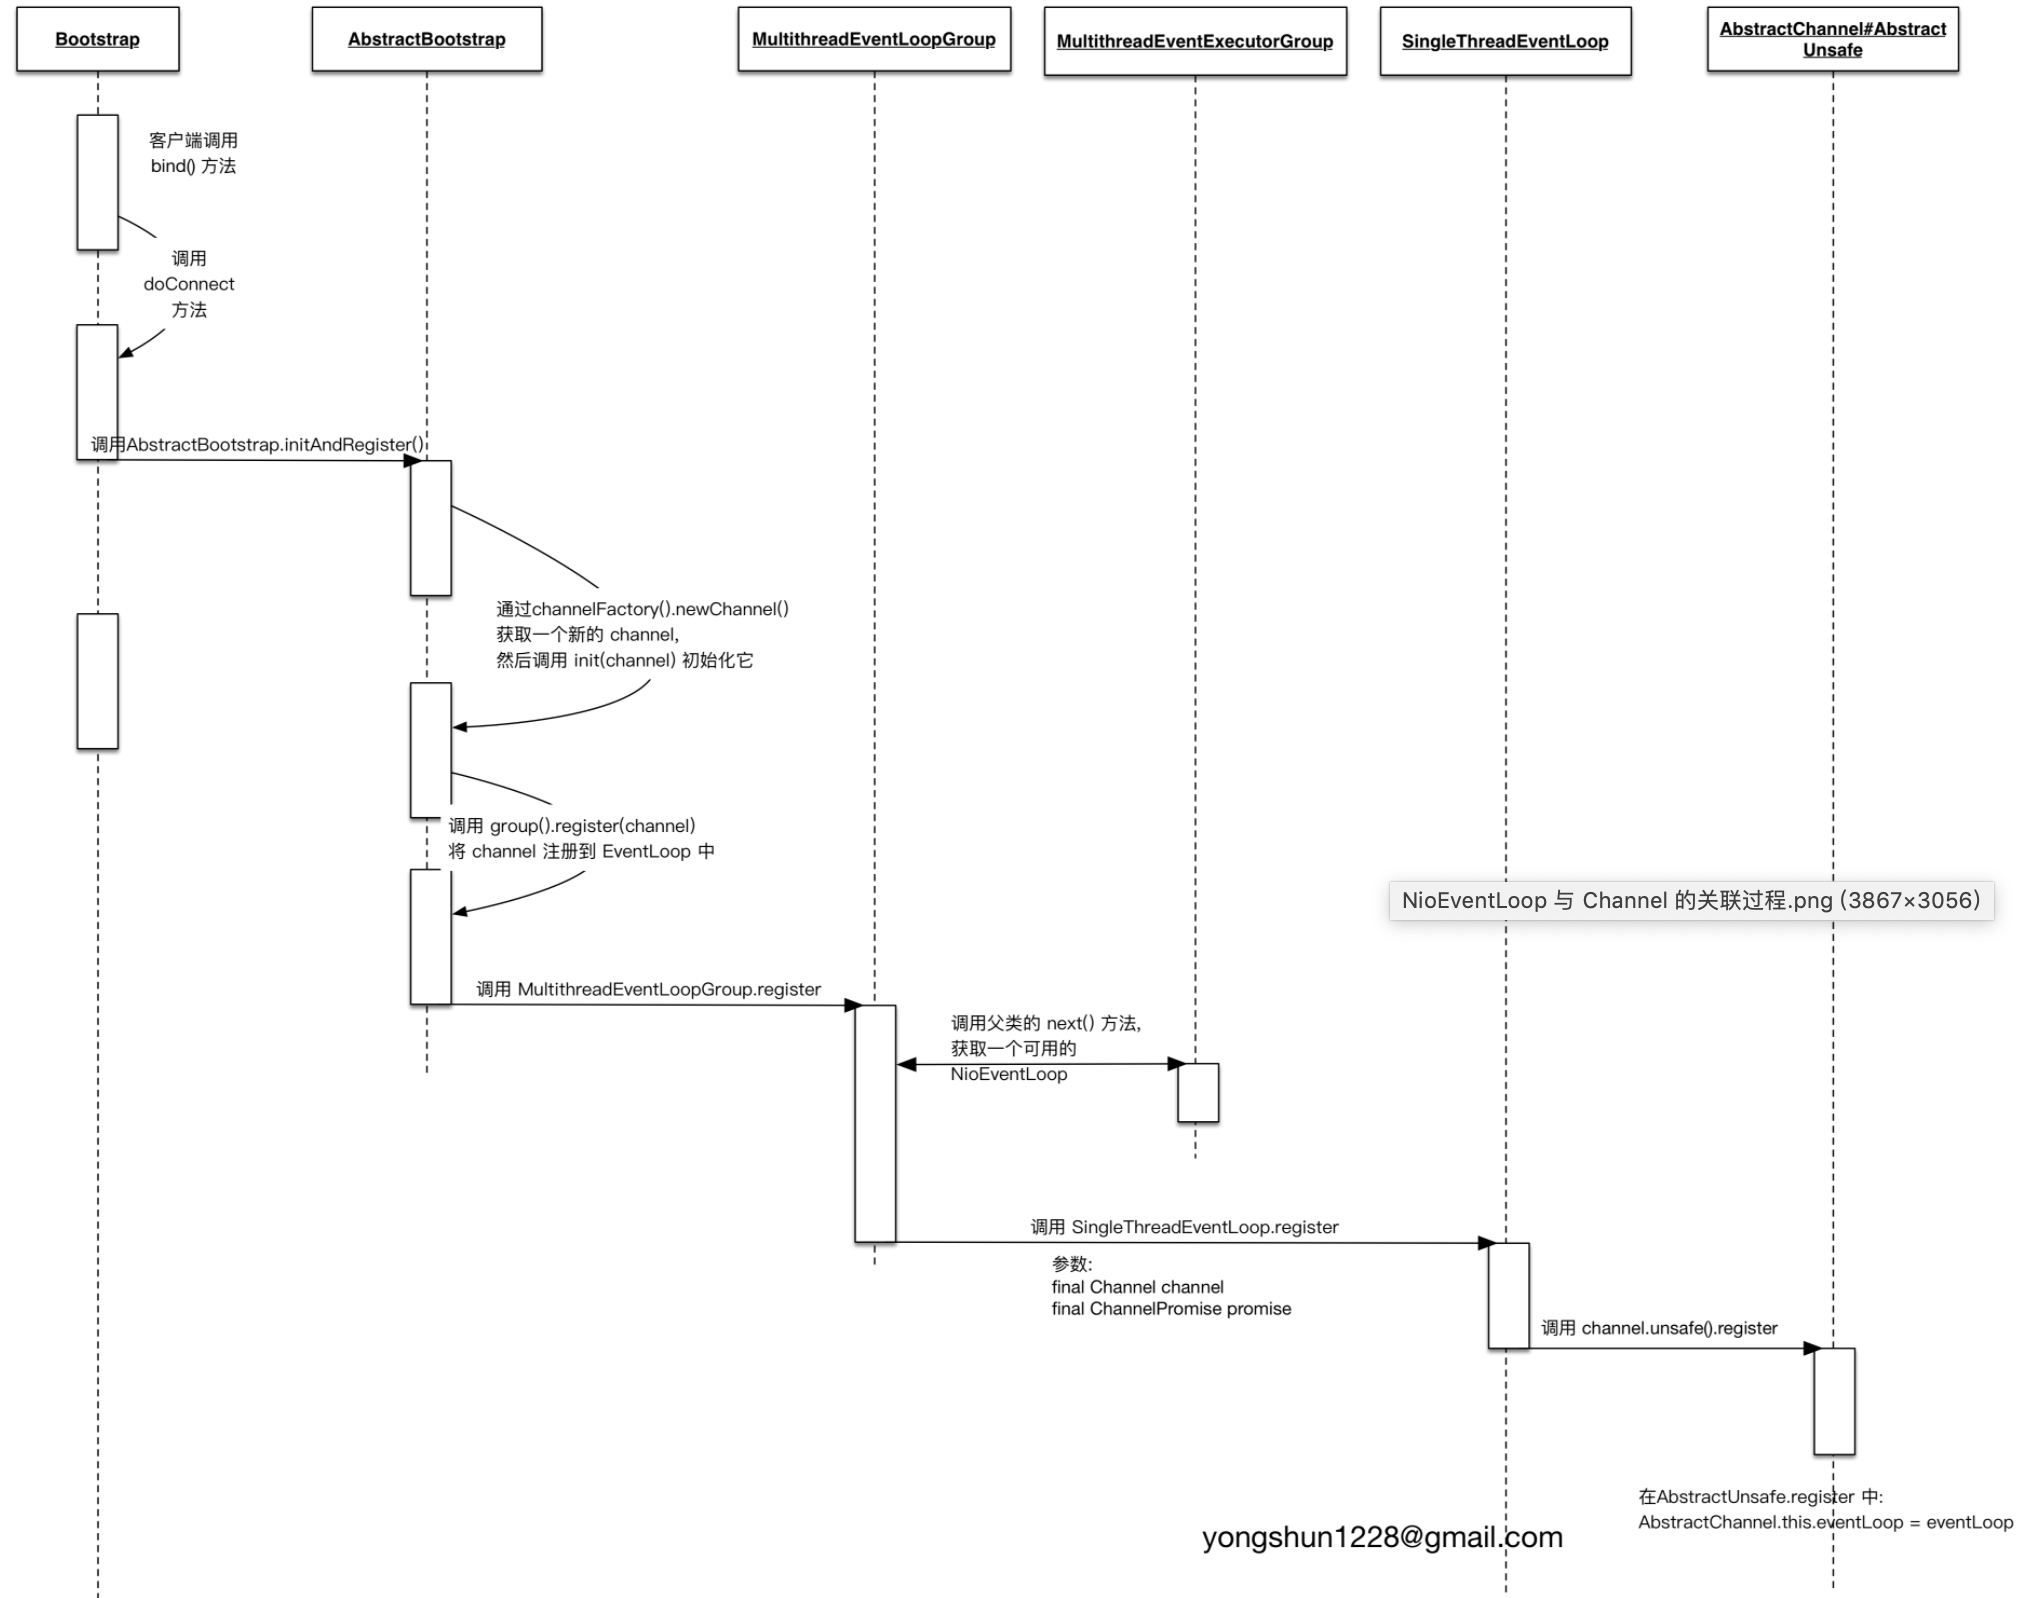 Bootstrap
AbstractBootstrap
MultithreadEventLoopGroup
MultithreadEventExecutorGroup
SingleThreadEventLoop
AbstractChannel#Abstract
Unsafe
客户端调用
bind() 方法
调用
doConnect
方法
调用AbstractBootstrap.initAndRegister()
通过channelFactory().newChannel()
获取一个新的 channel,
然后调用 init(channel) 初始化它
调用 group().register(channel)
将 channel 注册到 EventLoop 中
NioEventLoop 与 Channel 的关联过程.png (3867×3056)
调用 MultithreadEventLoopGroup.register
调用父类的 next() 方法,
获取一个可用的
NioEventLoop
调用 SingleThreadEventLoop.register
参数:
final Channel channel
final ChannelPromise promise
调用 channel.unsafe().register
在AbstractUnsafe.register 中:
AbstractChannel.this.eventLoop = eventLoop
yongshun1228@gmail.com